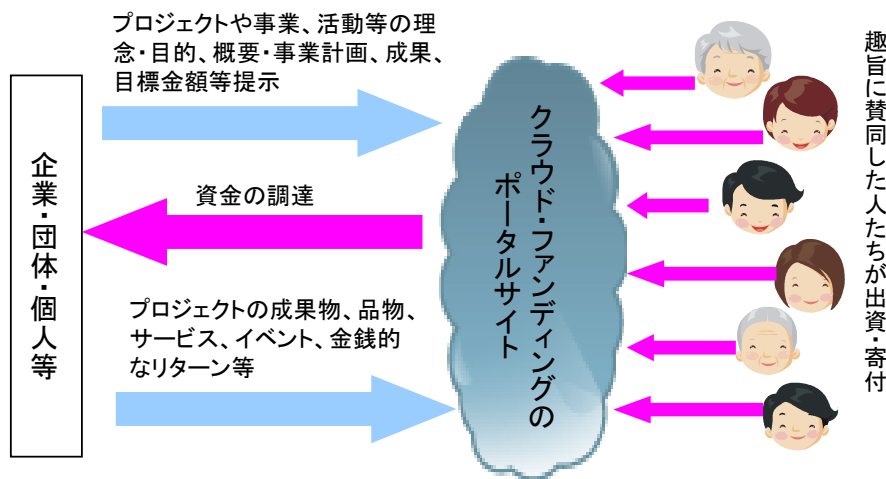 プロジェクトや事業、活動等の理
念・目的、概要・事業計画、成果、
目標金額等提示
企業・団体・個人等
資金の調達
プロジェクトの成果物、品物、
サービス、イベント、金銭的
なリターン等
クラウド・ファンディングの
ポータルサイト
趣旨に賛同した人たちが出資・寄付